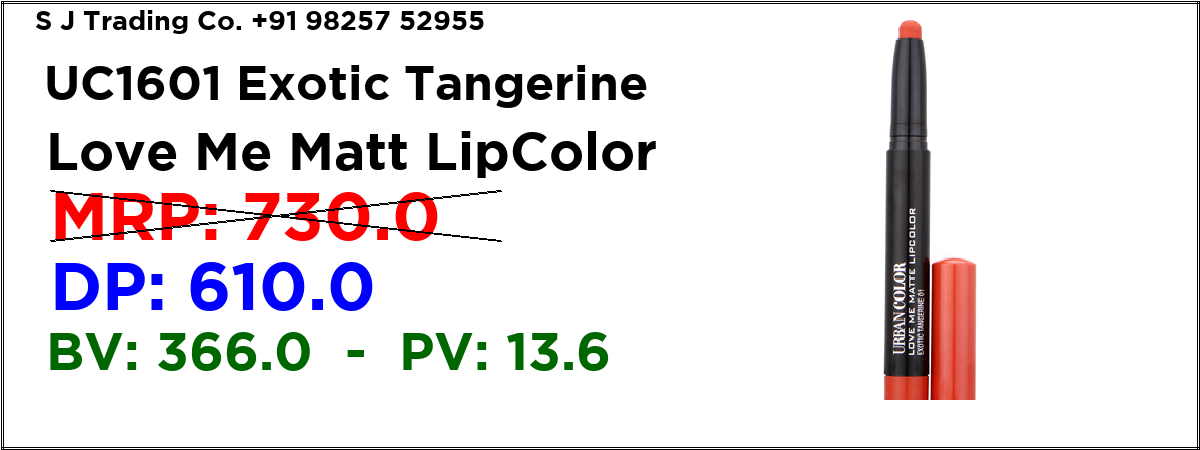 S J Trading Co. +91 98257 52955
UC1601 Exotic Tangerine
Love Me Matt LipColor
MRP: 730.0
DP: 610.0
BV: 366.0 - PV: 13.6
URBAN COLOR
LOVE ME MATTE LIPCOLOR
EXOTIC TANGERINE 01